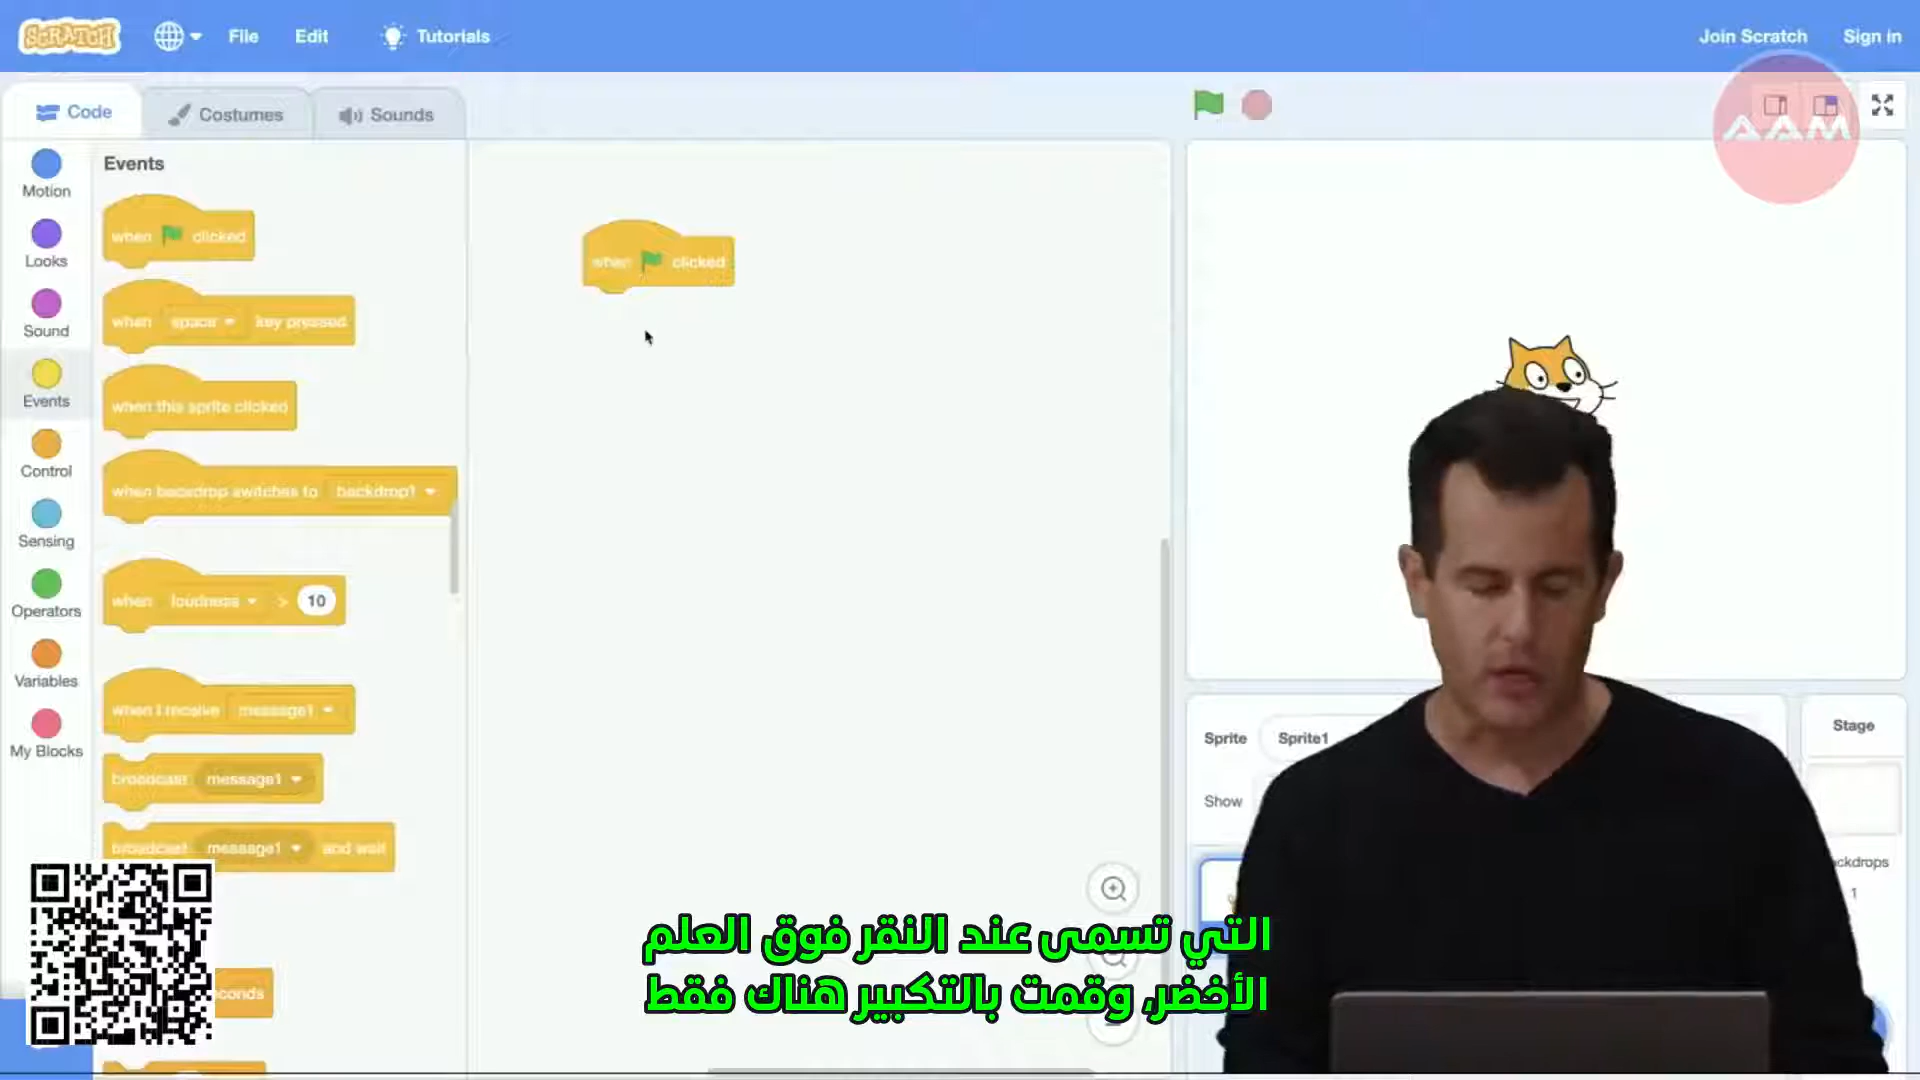 SCRATCH
File
Edit
Tutorials
Join Scratch
Sign in
Code
Costumes
Sounds
AAM
Motion
Looks
Sound
Events
Control
Sensing
Operators
Variables
My Blocks
Events
when clicked
when space key pressed
when this sprite clicked
when backdrop switches to backdrop1
when loudness > 10
when I receive message1
broadcast message1
broadcast message1 and wait
when clicked
Sprite
Sprite1
Show
Stage
1
التي تسمى عند النقر فوق العلم
الأخضر، وقمت بالتكبير هناك فقط